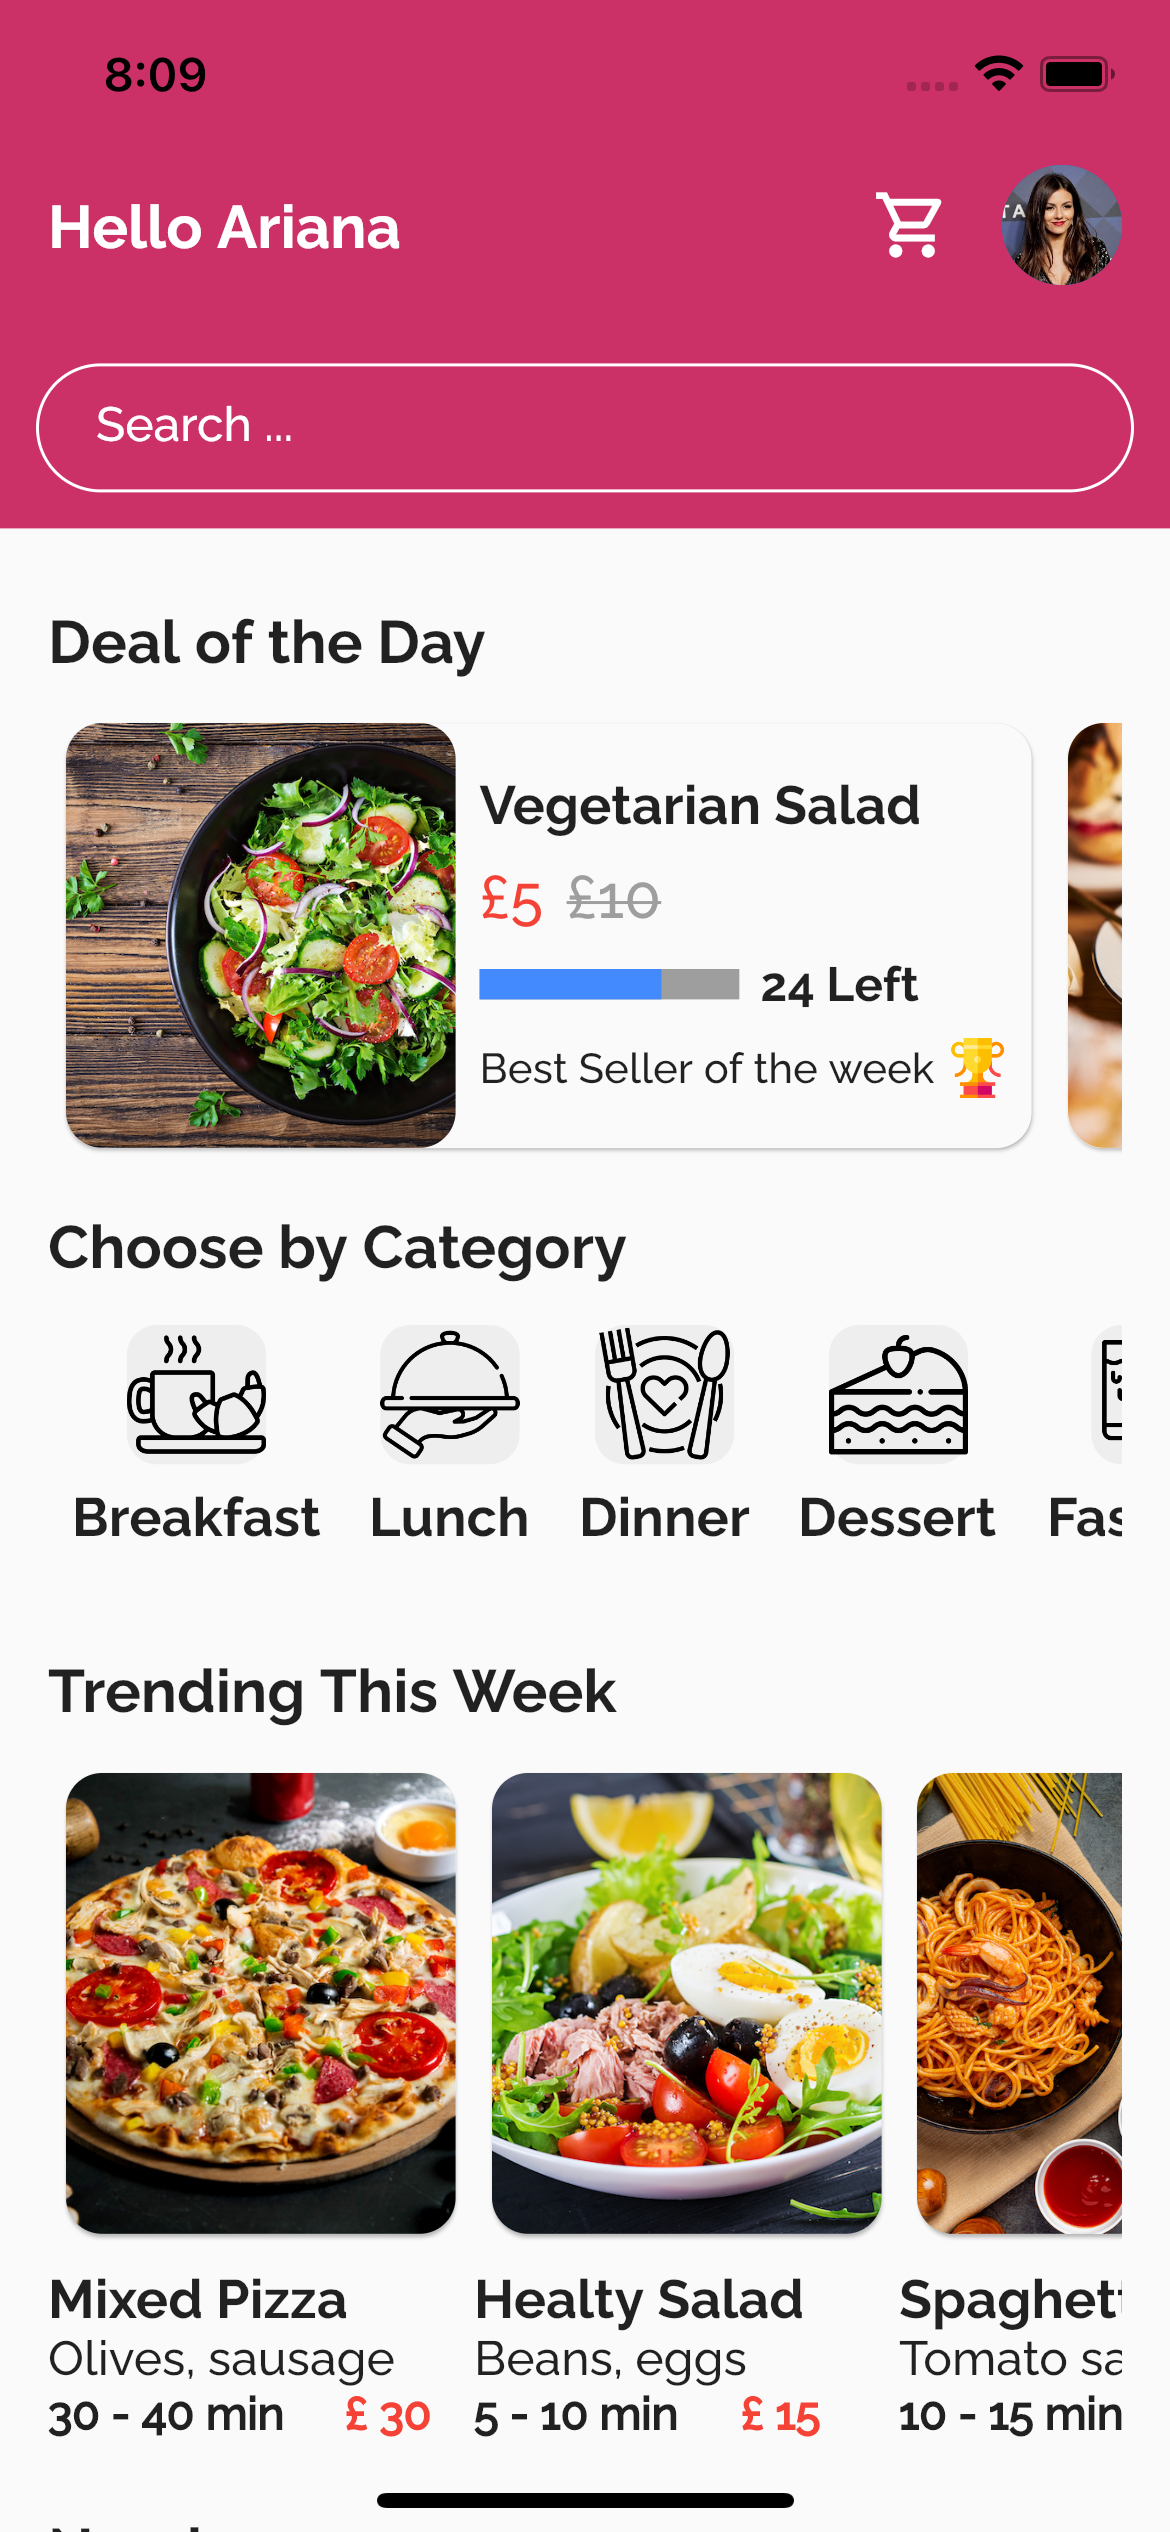 8:09
Hello Ariana
TA
Search ...
Deal of the Day
Vegetarian Salad
£5 £10
24 Left
Best Seller of the week
Choose by Category
Breakfast Lunch Dinner Dessert Fas
Trending This Week
Mixed Pizza Healty Salad Spaghett
Olives, sausage Beans, eggs Tomato sa
30 - 40 min £ 30 5 - 10 min £ 15 10 - 15 min